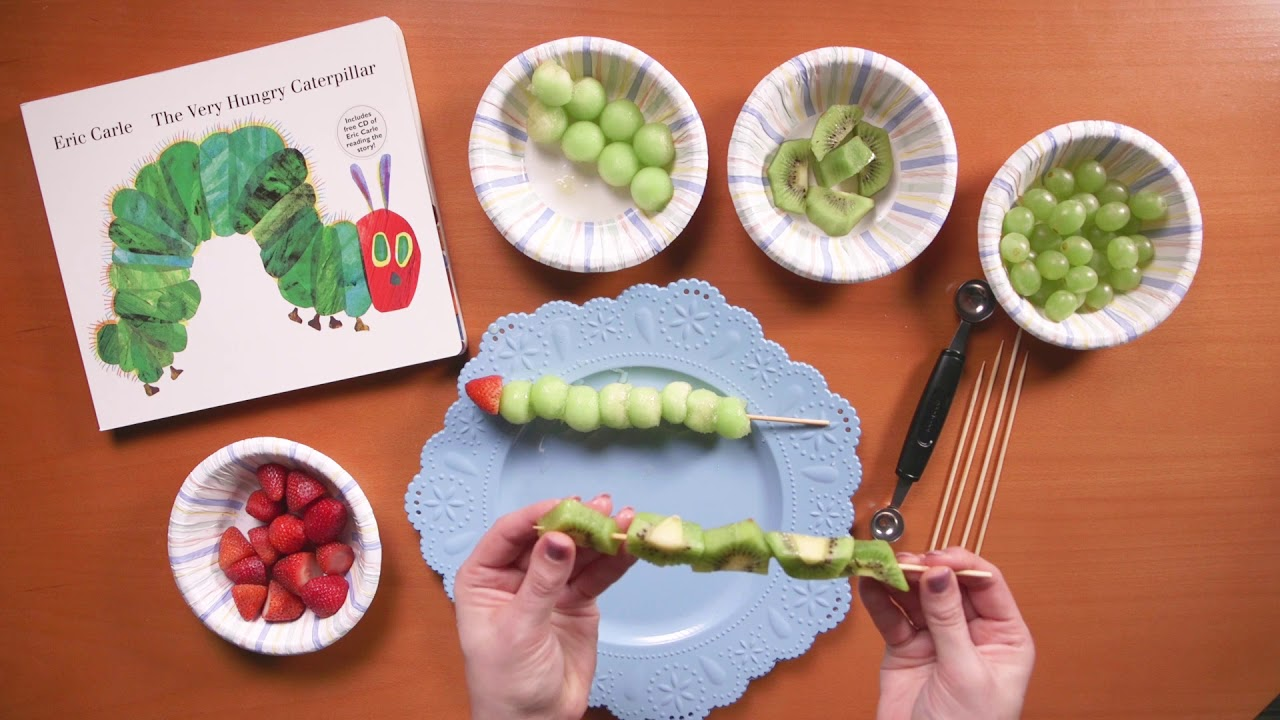 Eric Carle The Very Hungry Caterpillar
Includes
free CD of
Eric Carle
reading the
story!